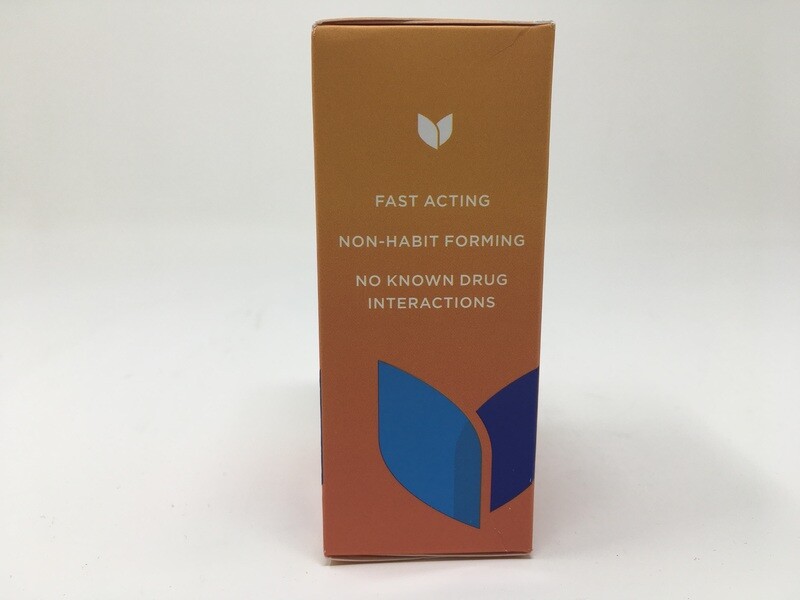 FAST ACTING
NON-HABIT FORMING
NO KNOWN DRUG
INTERACTIONS